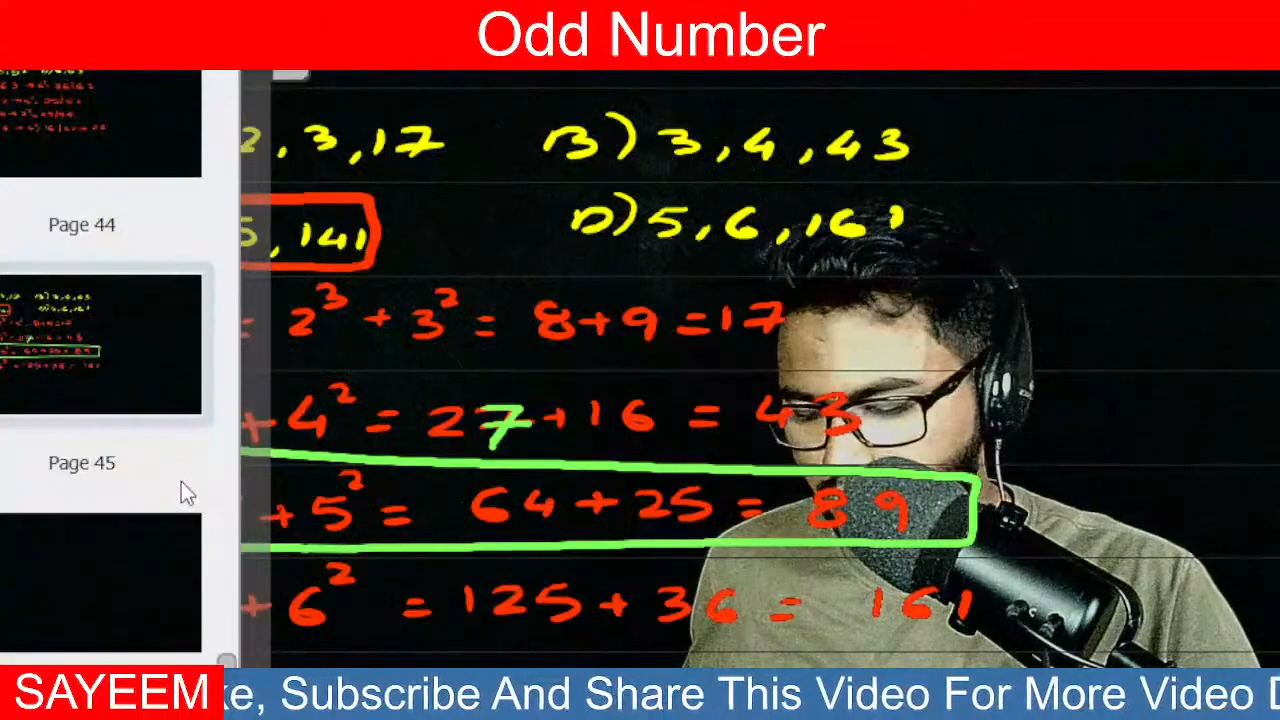 Odd Number
2, 3, 17 B) 3, 4, 43
5, 141 D) 5, 6, 161
= 2³ + 3² = 8 + 9 = 17
+ 4² = 27 + 16 = 43
+ 5² = 64 + 25 = 89
+ 6² = 125 + 36 = 161
Page 44
Page 45
SAYEEM ke, Subscribe And Share This Video For More Video D